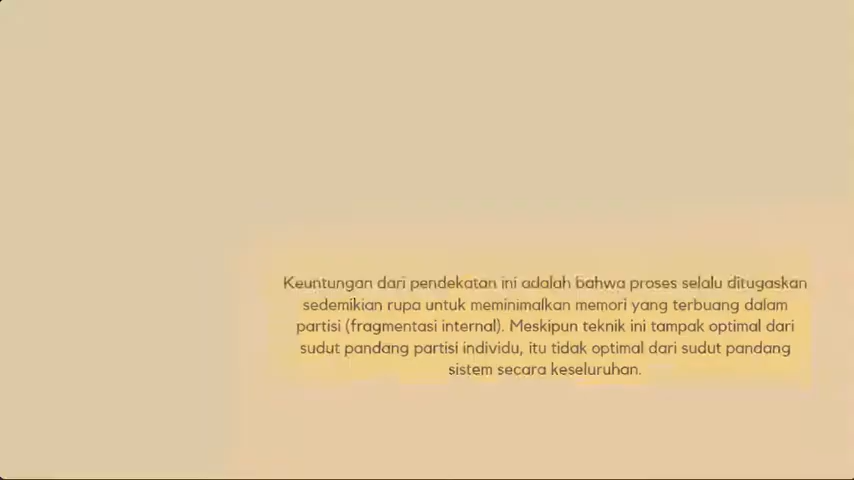 Keuntungan dari pendekatan ini adalah bahwa proses selalu ditugaskan
sedemikian rupa untuk meminimalkan memori yang terbuang dalam
partisi (fragmentasi internal). Meskipun teknik ini tampak optimal dari
sudut pandang partisi individu, itu tidak optimal dari sudut pandang
sistem secara keseluruhan.